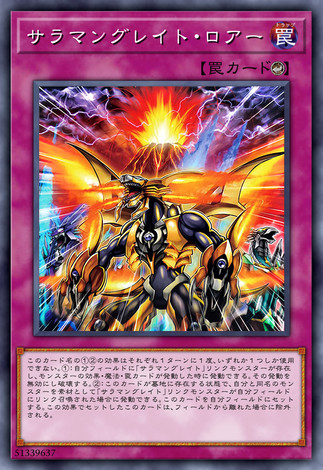 サラマングレイト・ロアー
罠
トラップ
【罠カード】
このカード名の①②の効果はそれぞれ１ターンに１度、いずれか１つしか使用
できない。①：自分フィールドに「サラマングレイト」リンクモンスターが存在
し、モンスターの効果・魔法・罠カードが発動した時に発動できる。その発動を
無効にし破壊する。②：このカードが墓地に存在する状態で、自分と同名のモン
スターを素材として「サラマングレイト」リンクモンスターが自分フィールド
にリンク召喚された場合に発動できる。このカードを自分フィールドにセットす
る。この効果でセットしたこのカードは、フィールドから離れた場合に除外
される。
51339637